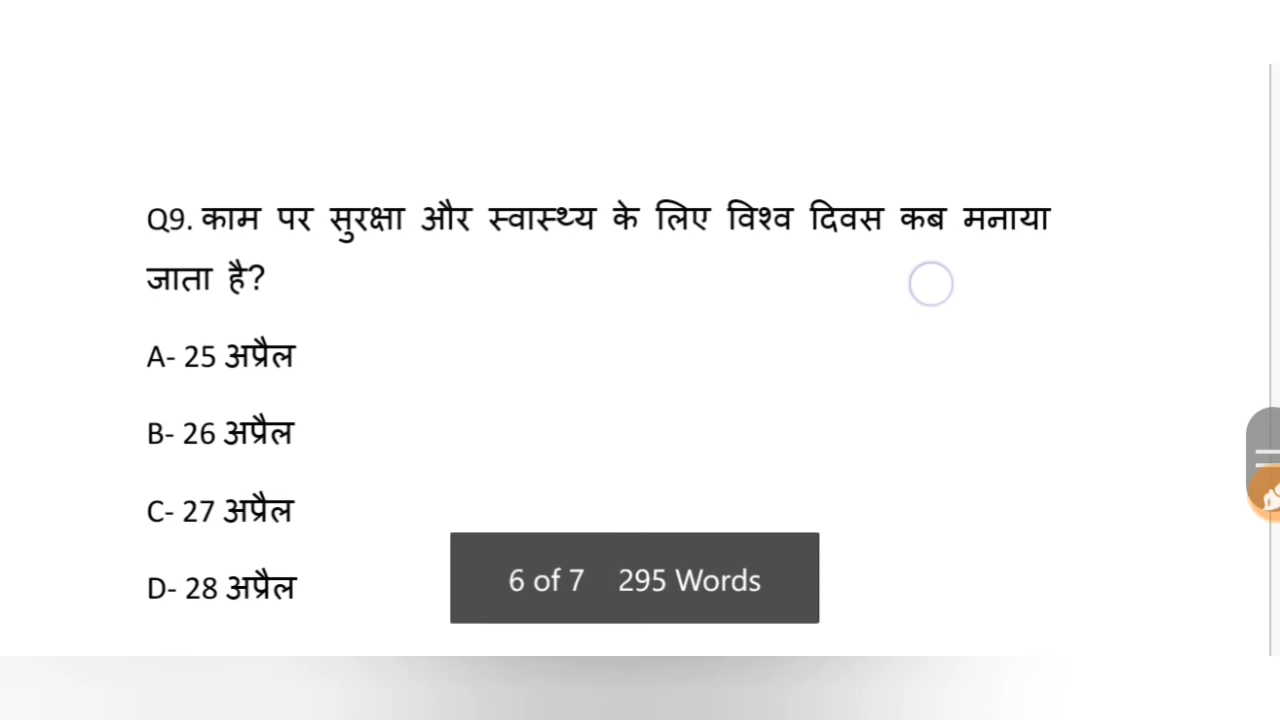 Q9. काम पर सुरक्षा और स्वास्थ्य के लिए विश्व दिवस कब मनाया
जाता है?
A- 25 अप्रैल
B- 26 अप्रैल
C- 27 अप्रैल
D- 28 अप्रैल
6 of 7 295 Words